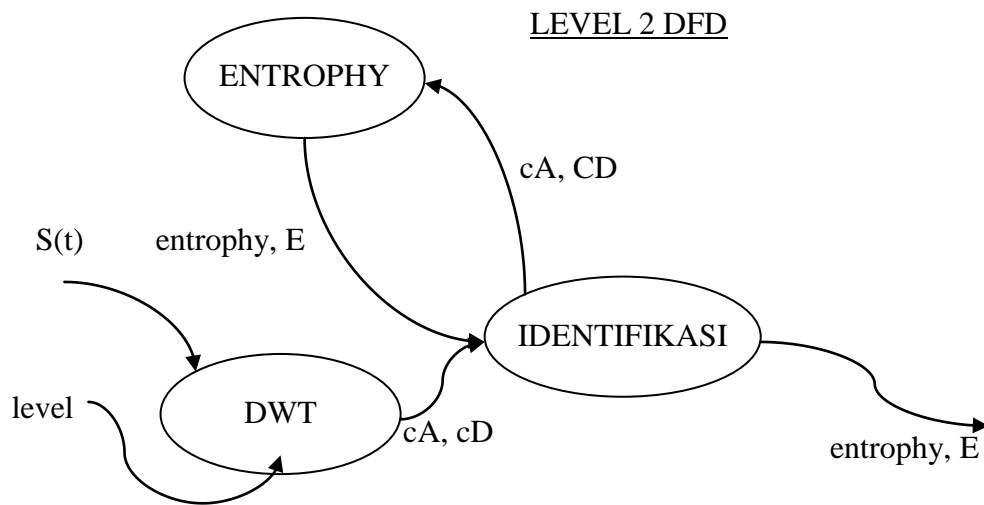 LEVEL 2 DFD
ENTROPHY
cA, CD
S(t)
entrophy, E
IDENTIFIKASI
level
DWT
cA, cD
entrophy, E